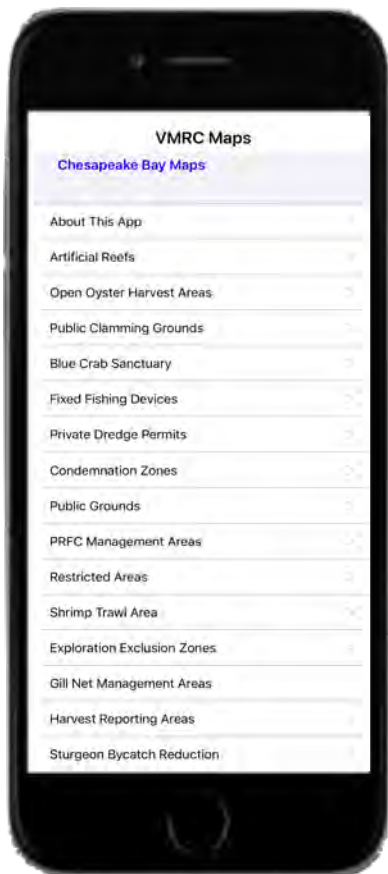 VMRC Maps
Chesapeake Bay Maps
About This App
Artificial Reefs
Open Oyster Harvest Areas
Public Clamming Grounds
Blue Crab Sanctuary
Fixed Fishing Devices
Private Dredge Permits
Condemnation Zones
Public Grounds
PRFC Management Areas
Restricted Areas
Shrimp Trawl Area
Exploration Exclusion Zones
Gill Net Management Areas
Harvest Reporting Areas
Sturgeon Bycatch Reduction